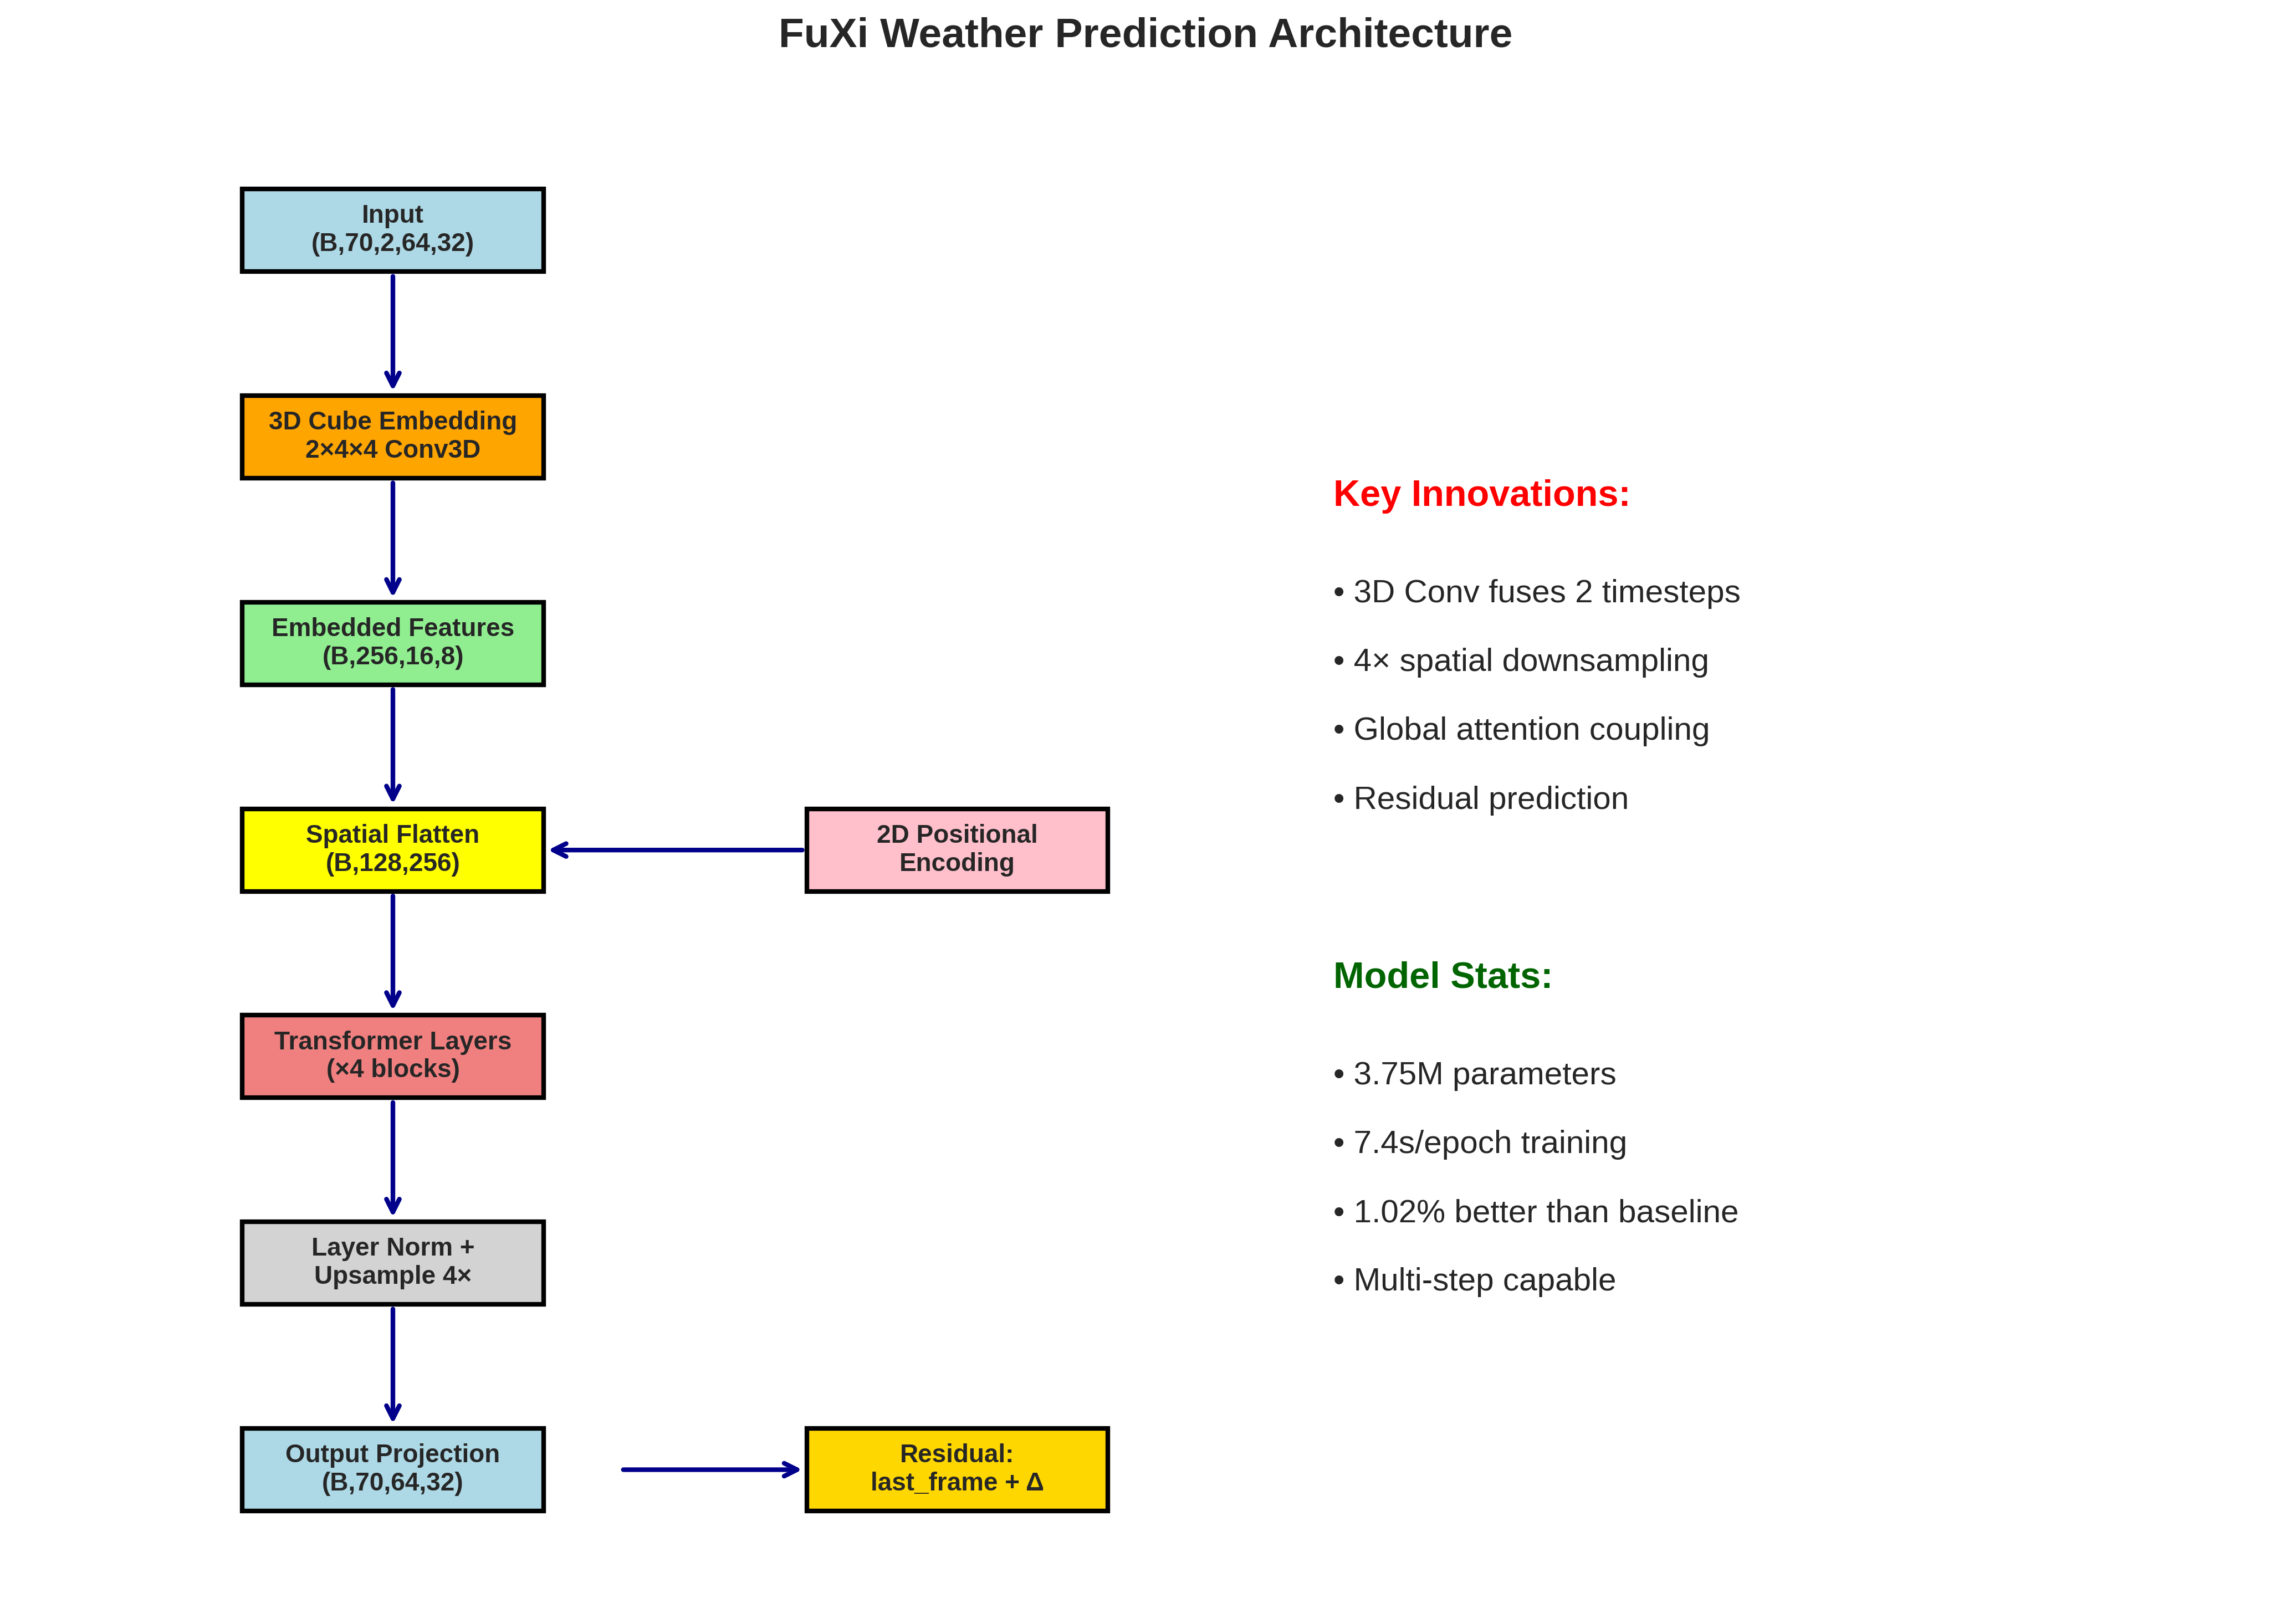 FuXi Weather Prediction Architecture
Input
(B,70,2,64,32)
3D Cube Embedding
2×4×4 Conv3D
Embedded Features
(B,256,16,8)
Spatial Flatten
(B,128,256)
2D Positional
Encoding
Transformer Layers
(×4 blocks)
Layer Norm +
Upsample 4×
Output Projection
(B,70,64,32)
Residual:
last_frame + Δ
Key Innovations:
• 3D Conv fuses 2 timesteps
• 4× spatial downsampling
• Global attention coupling
• Residual prediction
Model Stats:
• 3.75M parameters
• 7.4s/epoch training
• 1.02% better than baseline
• Multi-step capable